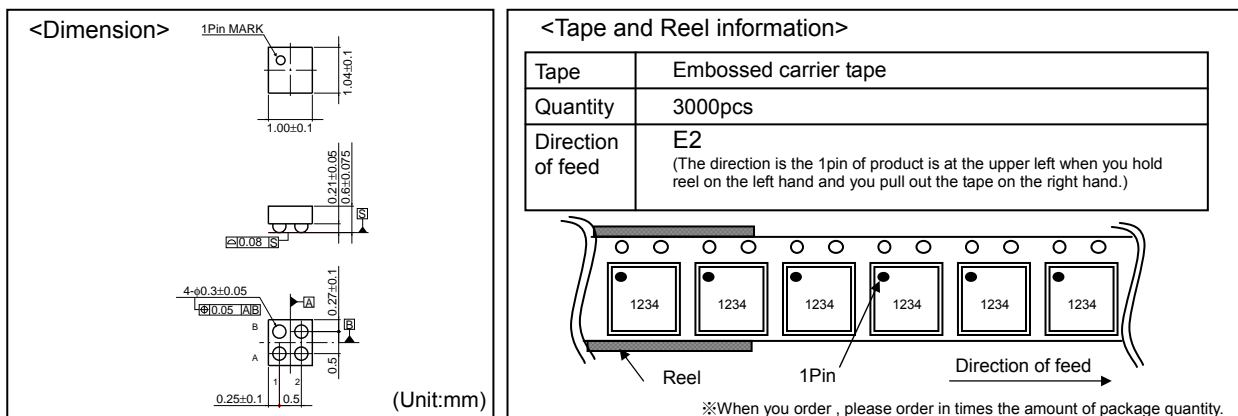 <Dimension>
1Pin MARK
1.04±0.1
1.00±0.1
0.21±0.05
0.6±0.075
S
0.08 S
4-φ0.3±0.05
0.05 A B
A
0.27±0.1
B
B
A
0.5
1 2
0.25±0.1 0.5
(Unit:mm)
<Tape and Reel information>
Tape Embossed carrier tape
Quantity 3000pcs
Direction of feed E2
(The direction is the 1pin of product is at the upper left when you hold
reel on the left hand and you pull out the tape on the right hand.)
1234 1234 1234 1234 1234 1234
Reel 1Pin Direction of feed
※When you order , please order in times the amount of package quantity.